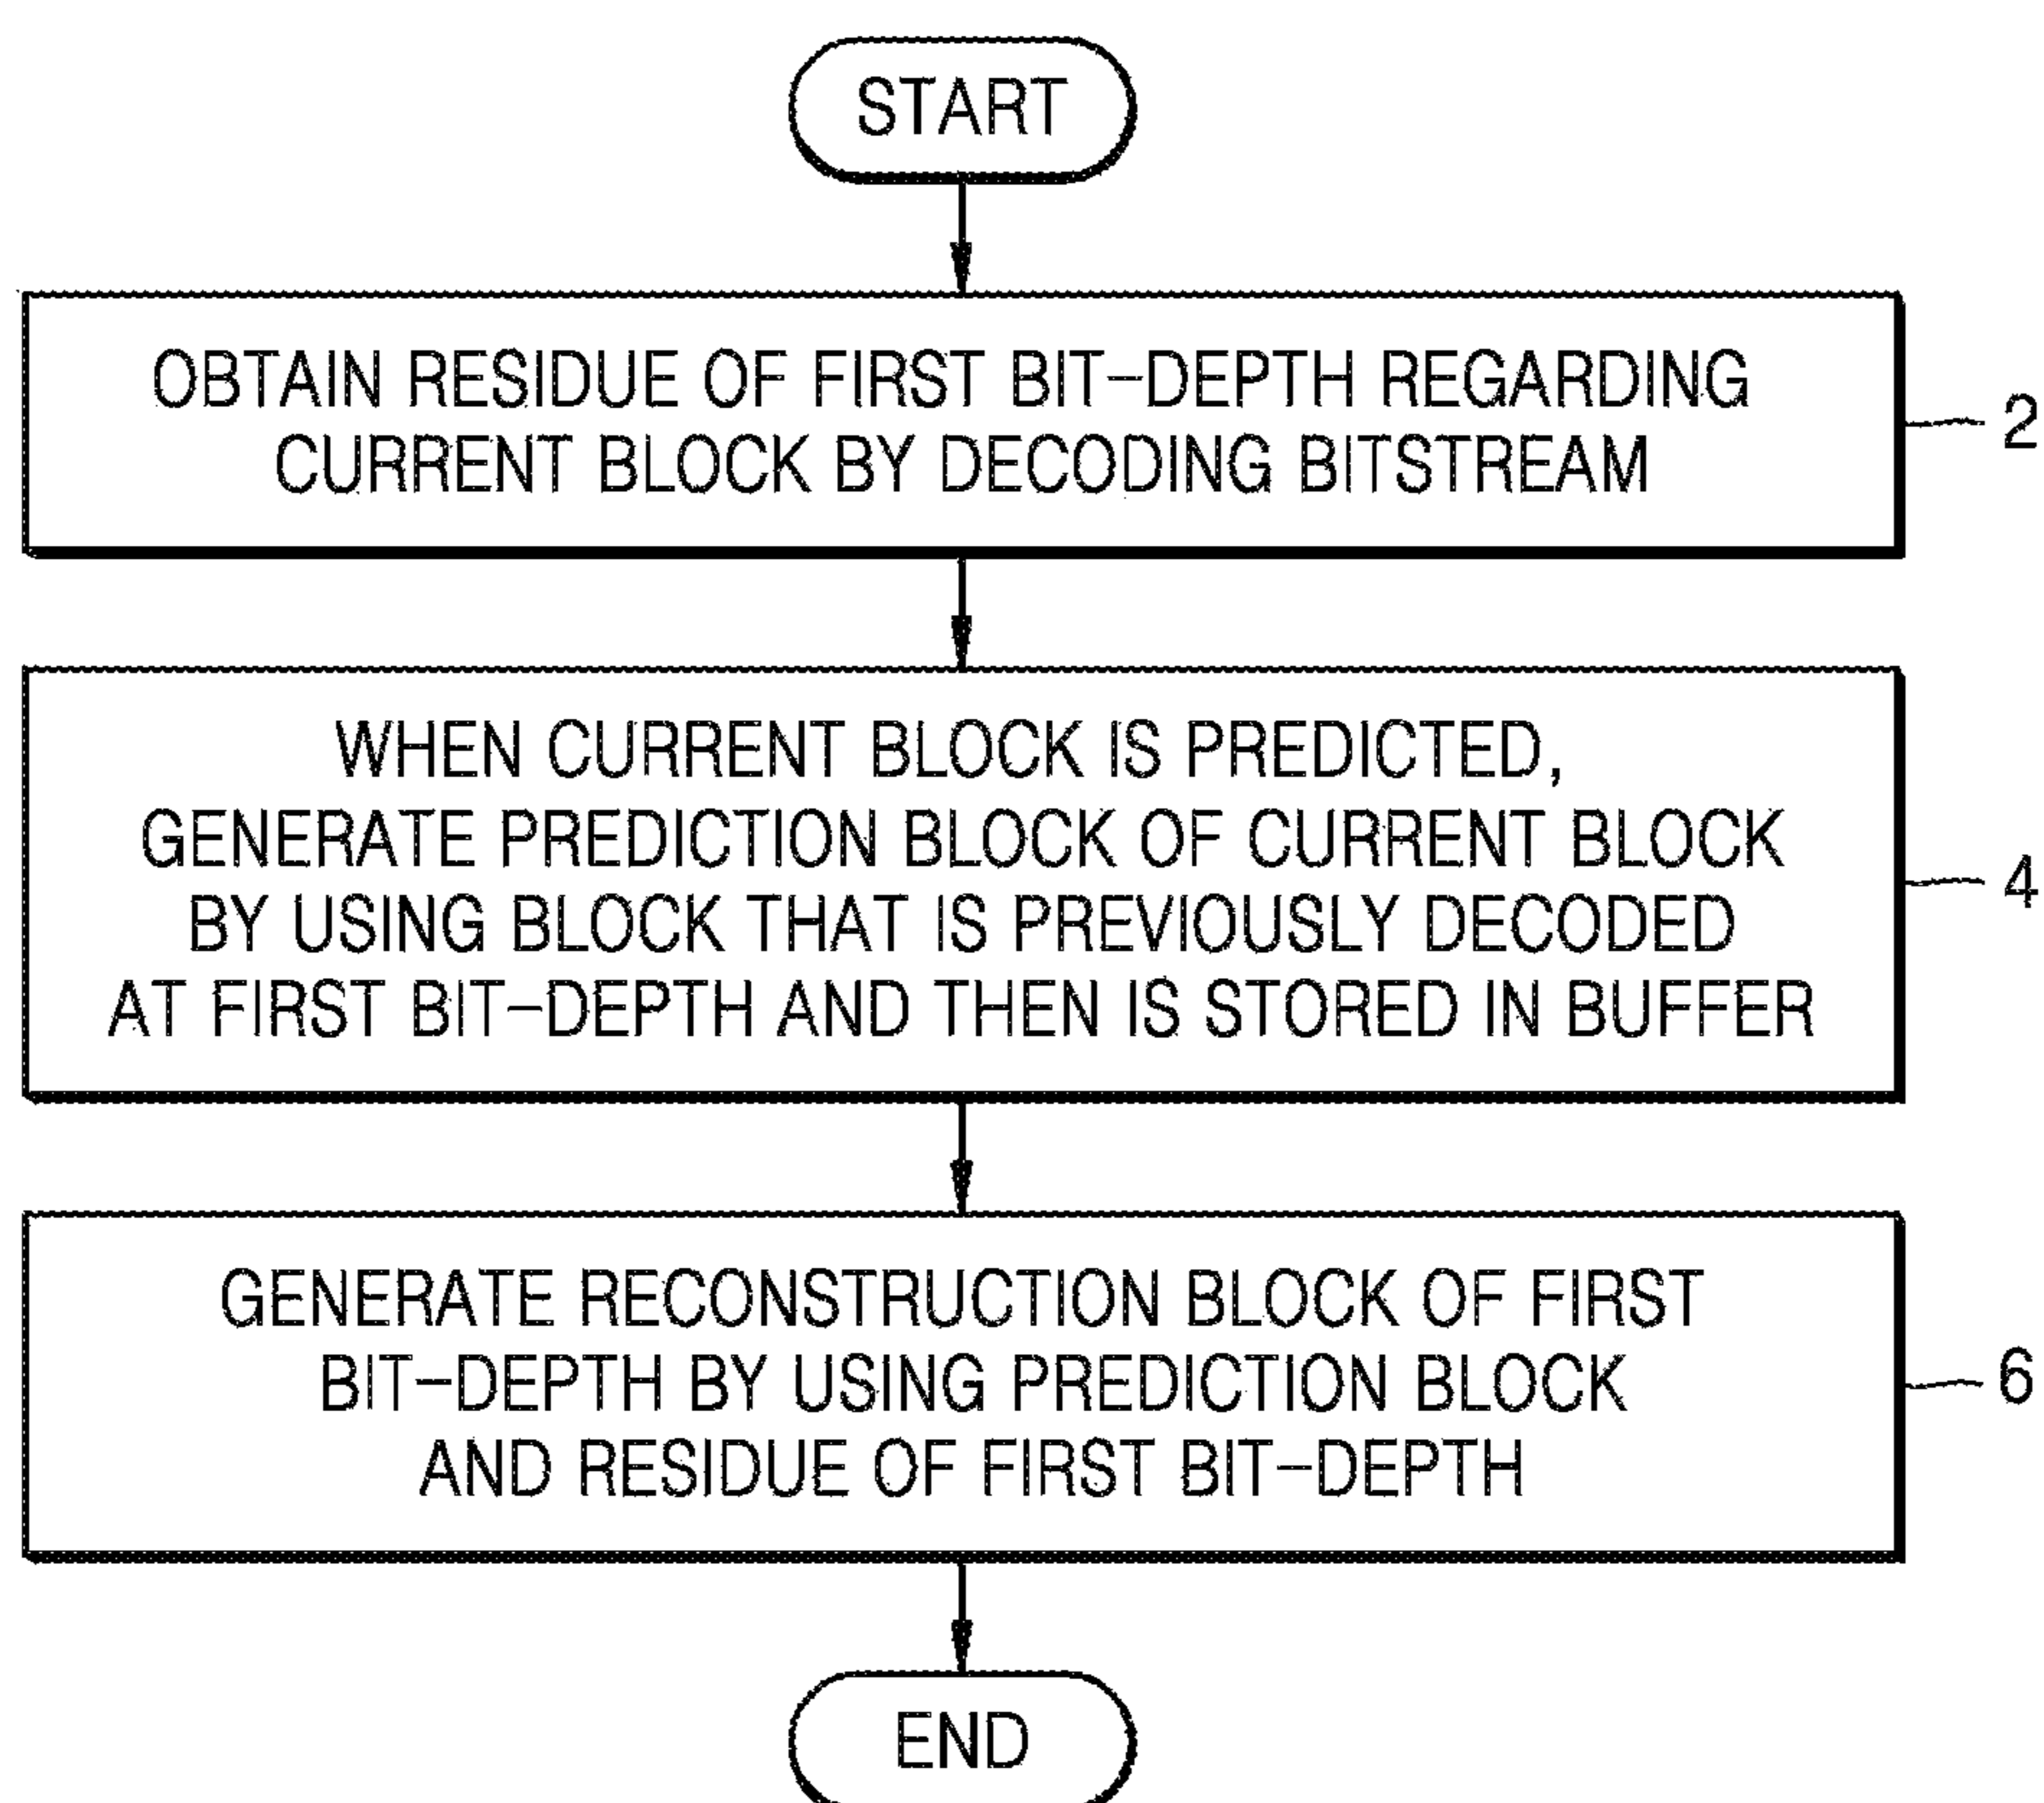 START
OBTAIN RESIDUE OF FIRST BIT-DEPTH REGARDING
CURRENT BLOCK BY DECODING BITSTREAM
2
WHEN CURRENT BLOCK IS PREDICTED,
GENERATE PREDICTION BLOCK OF CURRENT BLOCK
BY USING BLOCK THAT IS PREVIOUSLY DECODED
AT FIRST BIT-DEPTH AND THEN IS STORED IN BUFFER
4
GENERATE RECONSTRUCTION BLOCK OF FIRST
BIT-DEPTH BY USING PREDICTION BLOCK
AND RESIDUE OF FIRST BIT-DEPTH
6
END